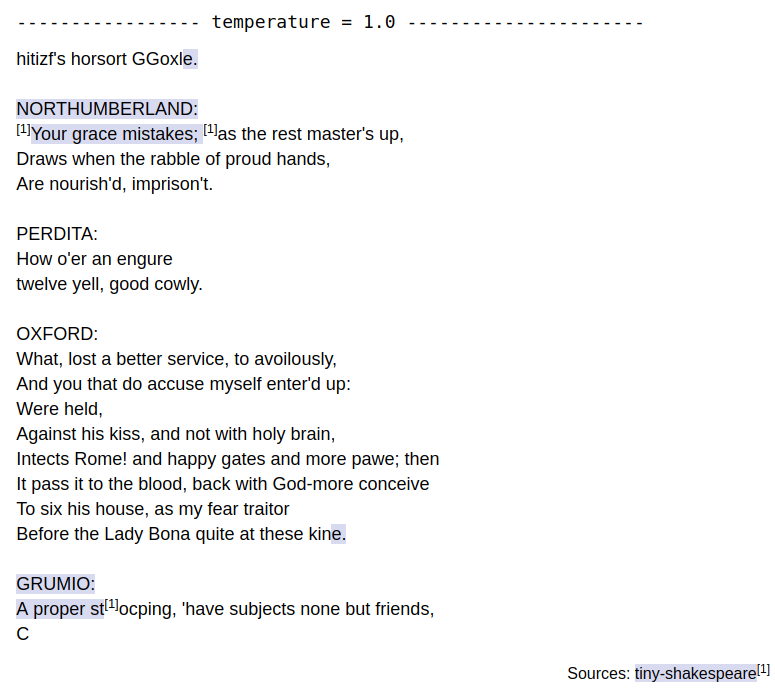 ----------------- temperature = 1.0 ----------------------
hitizf's horsort GGoxle.
NORTHUMBERLAND:
[1]Your grace mistakes; [1]as the rest master's up,
Draws when the rabble of proud hands,
Are nourish'd, imprison't.
PERDITA:
How o'er an engure
twelve yell, good cowly.
OXFORD:
What, lost a better service, to avoilously,
And you that do accuse myself enter'd up:
Were held,
Against his kiss, and not with holy brain,
Intects Rome! and happy gates and more pawe; then
It pass it to the blood, back with God-more conceive
To six his house, as my fear traitor
Before the Lady Bona quite at these kine.
GRUMIO:
A proper st[1]ocping, 'have subjects none but friends,
C
Sources: tiny-shakespeare[1]